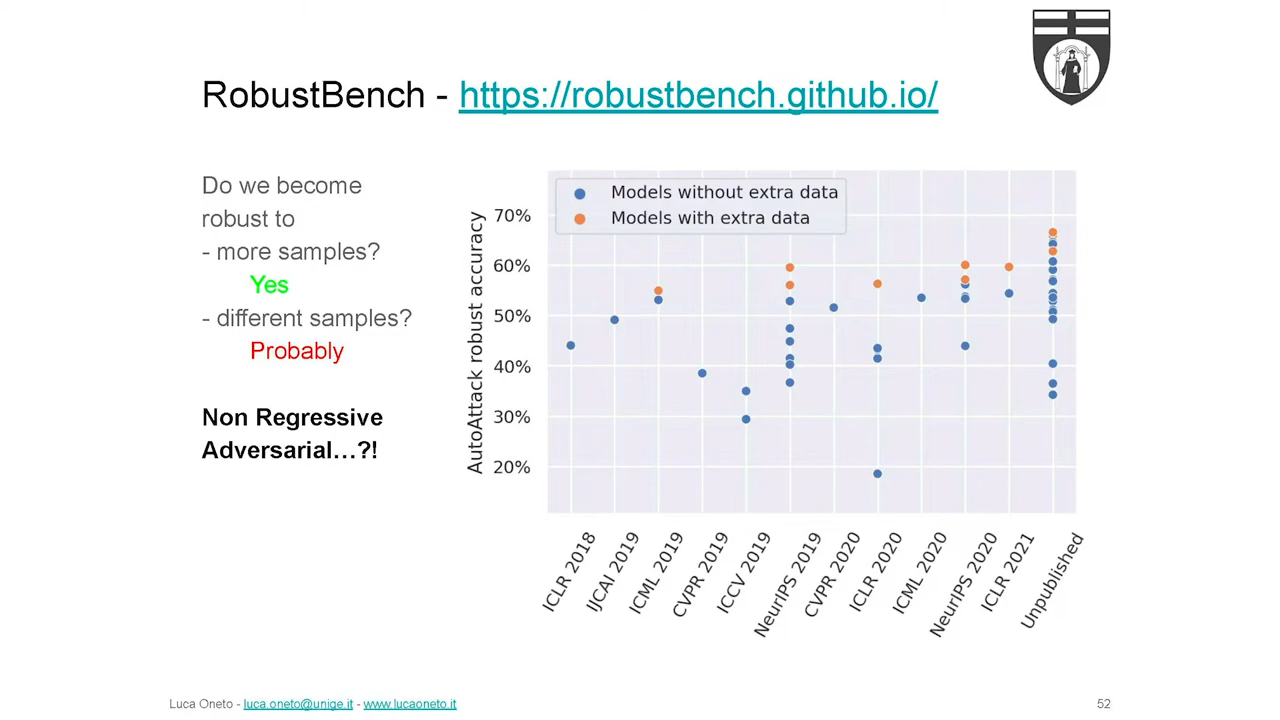 RobustBench - https://robustbench.github.io/
Do we become
robust to
- more samples?
Yes
- different samples?
Probably
Non Regressive
Adversarial…?!
Models without extra data
Models with extra data
AutoAttack robust accuracy
70%
60%
50%
40%
30%
20%
ICLR 2018
IJCAI 2019
ICML 2019
CVPR 2019
ICCV 2019
NeurIPS 2019
CVPR 2020
ICLR 2020
ICML 2020
NeurIPS 2020
ICLR 2021
Unpublished
Luca Oneto - luca.oneto@unige.it - www.lucaoneto.it
52